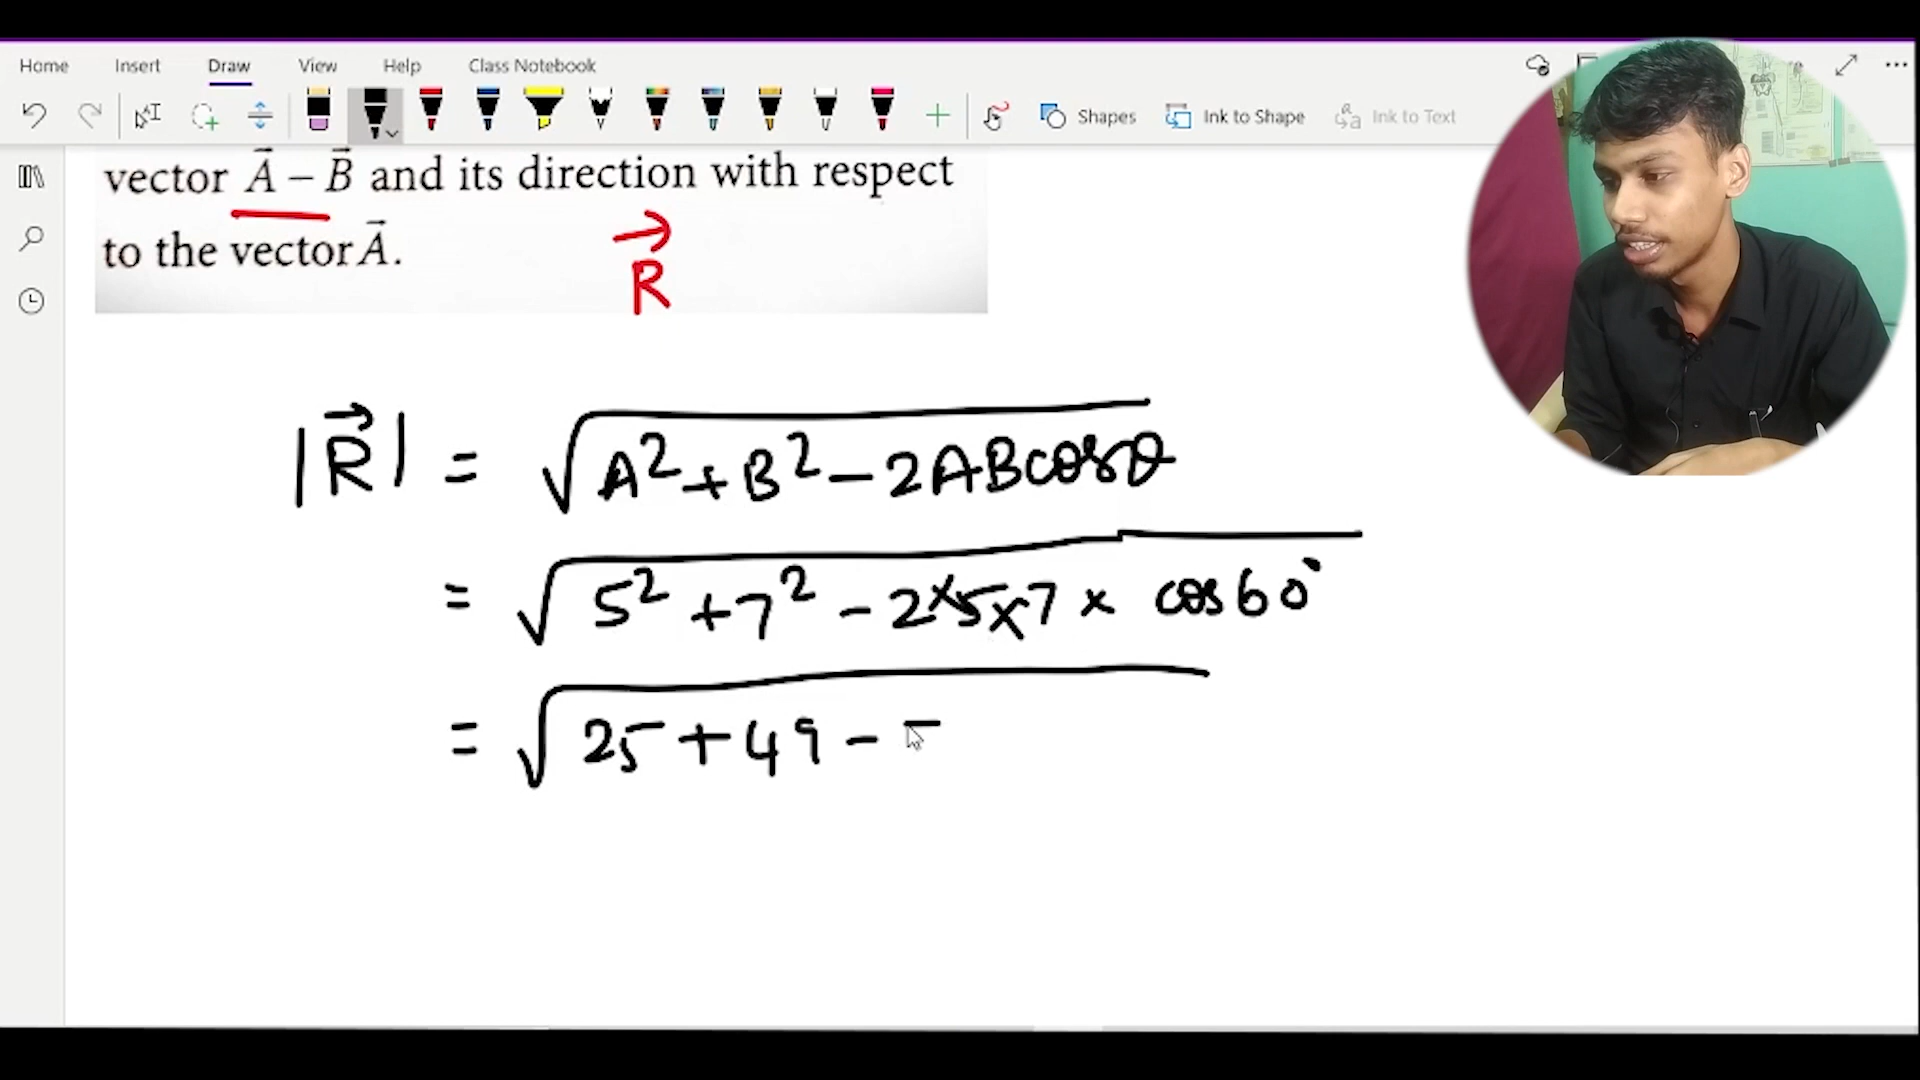 Home Insert Draw View Help Class Notebook
Shapes Ink to Shape Ink to Text
vector A⃗ – B⃗ and its direction with respect
to the vector A⃗.
R⃗
|R⃗| = √A² + B² – 2ABcosθ
= √5² + 7² – 2×5×7 × cos60°
= √25 + 49 –